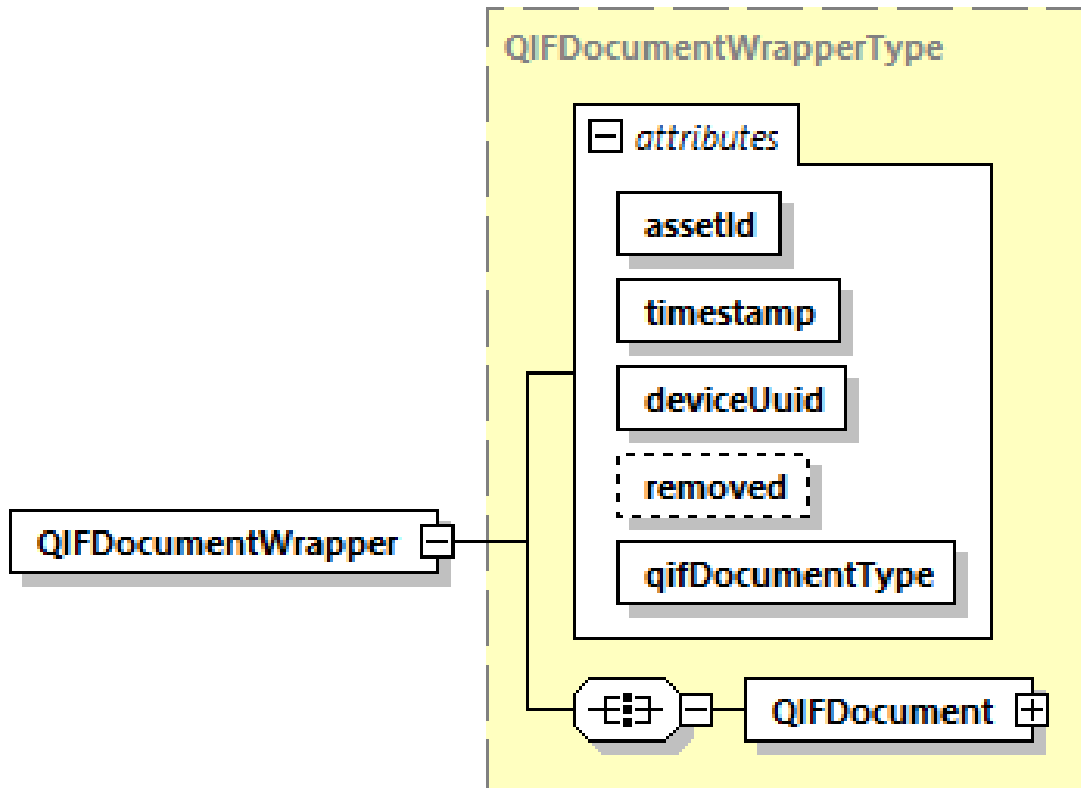 QIFDocumentWrapperType
attributes
assetId
timestamp
deviceUuid
removed
QIFDocumentWrapper
qifDocumentType
QIFDocument